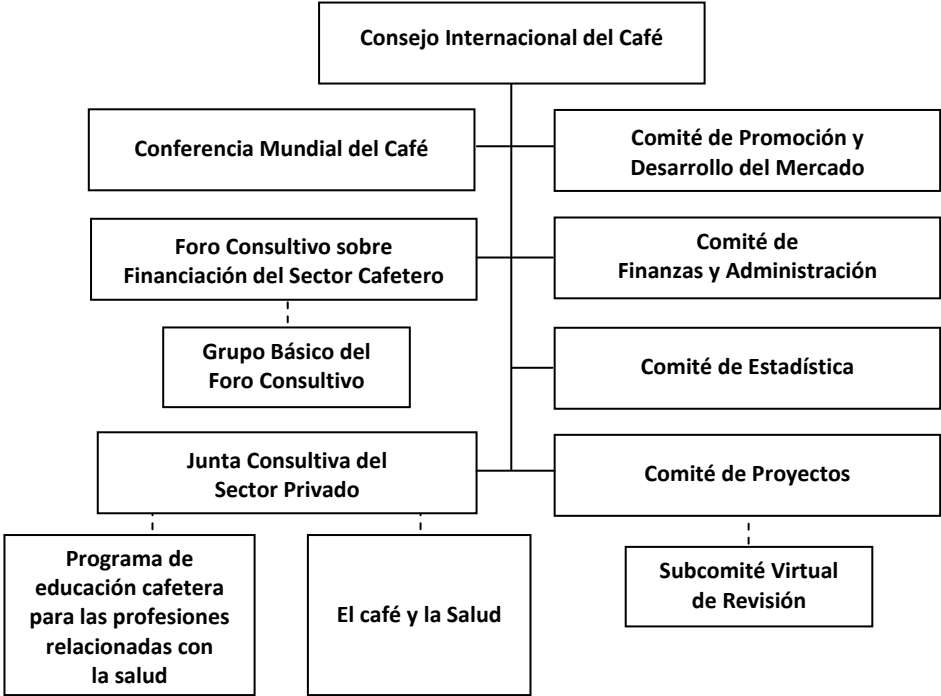 Consejo Internacional del Café
Conferencia Mundial del Café
Comité de Promoción y
Desarrollo del Mercado
Foro Consultivo sobre
Financiación del Sector Cafetero
Comité de
Finanzas y Administración
Grupo Básico del
Foro Consultivo
Comité de Estadística
Junta Consultiva del
Sector Privado
Comité de Proyectos
Programa de
educación cafetera
para las profesiones
relacionadas con
la salud
El café y la Salud
Subcomité Virtual
de Revisión